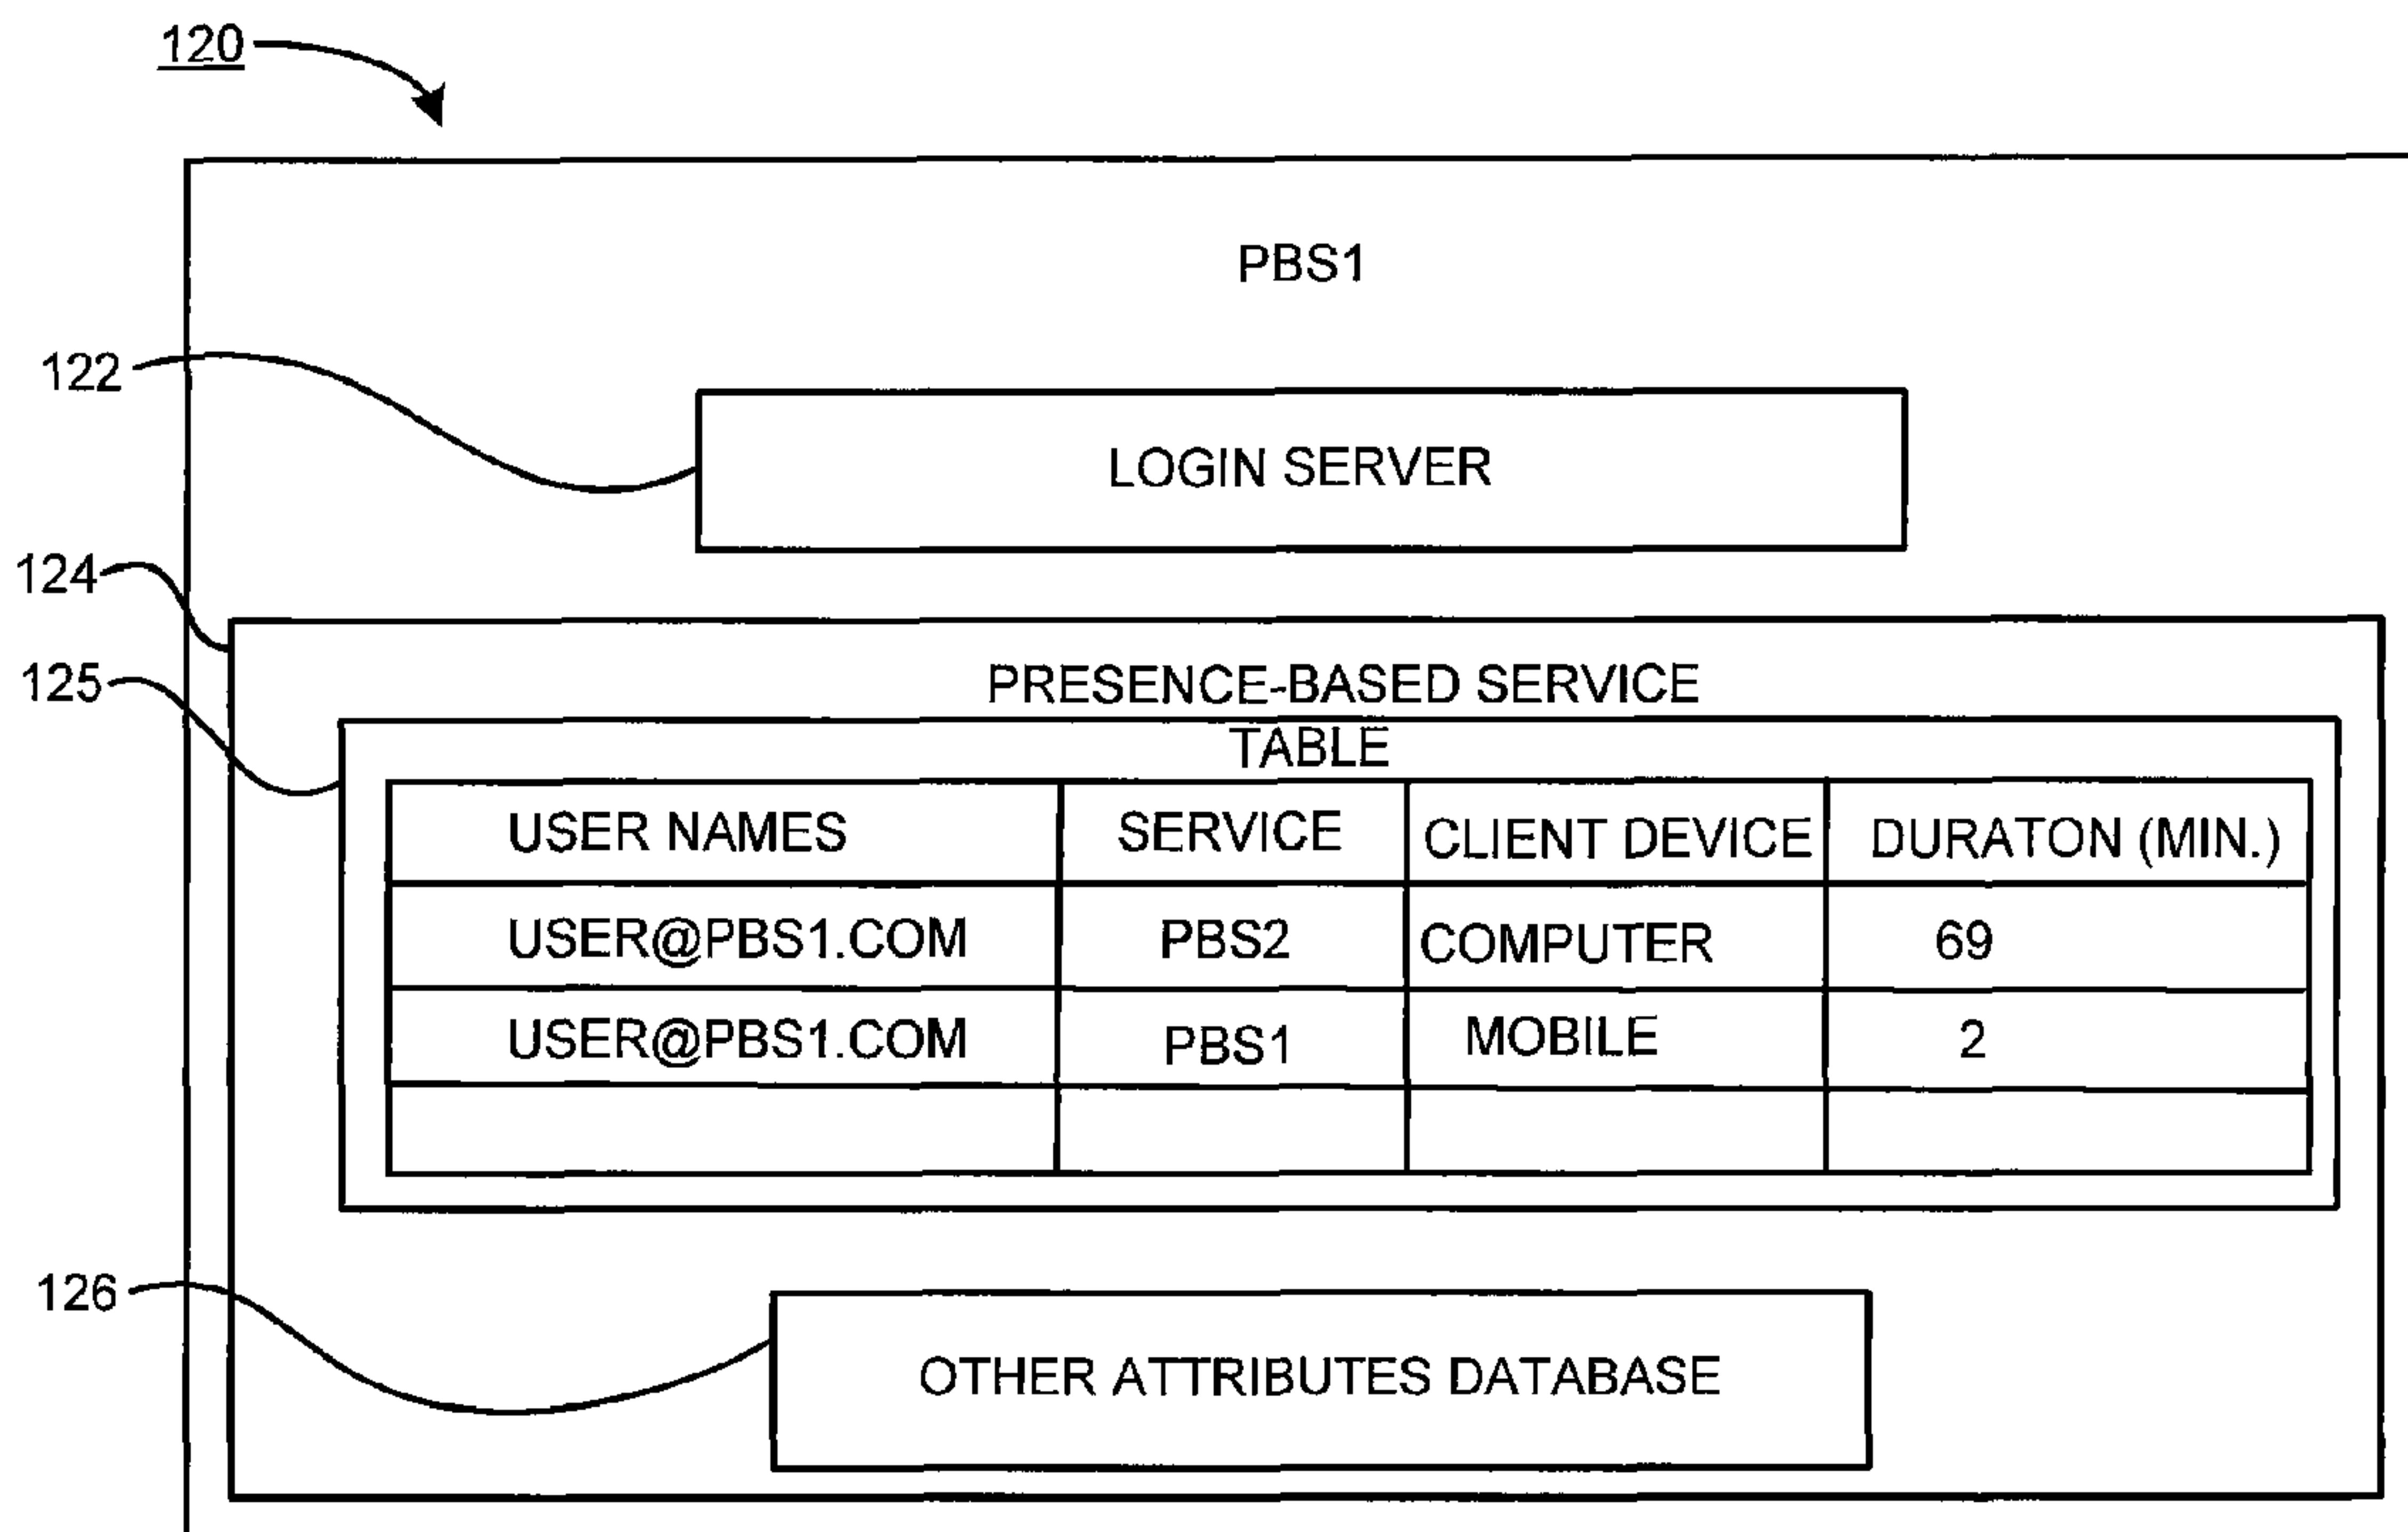 120
PBS1
122
LOGIN SERVER
124
PRESENCE-BASED SERVICE
125
TABLE
USER NAMES SERVICE CLIENT DEVICE DURATON (MIN.)
USER@PBS1.COM PBS2 COMPUTER 69
USER@PBS1.COM PBS1 MOBILE 2
126
OTHER ATTRIBUTES DATABASE